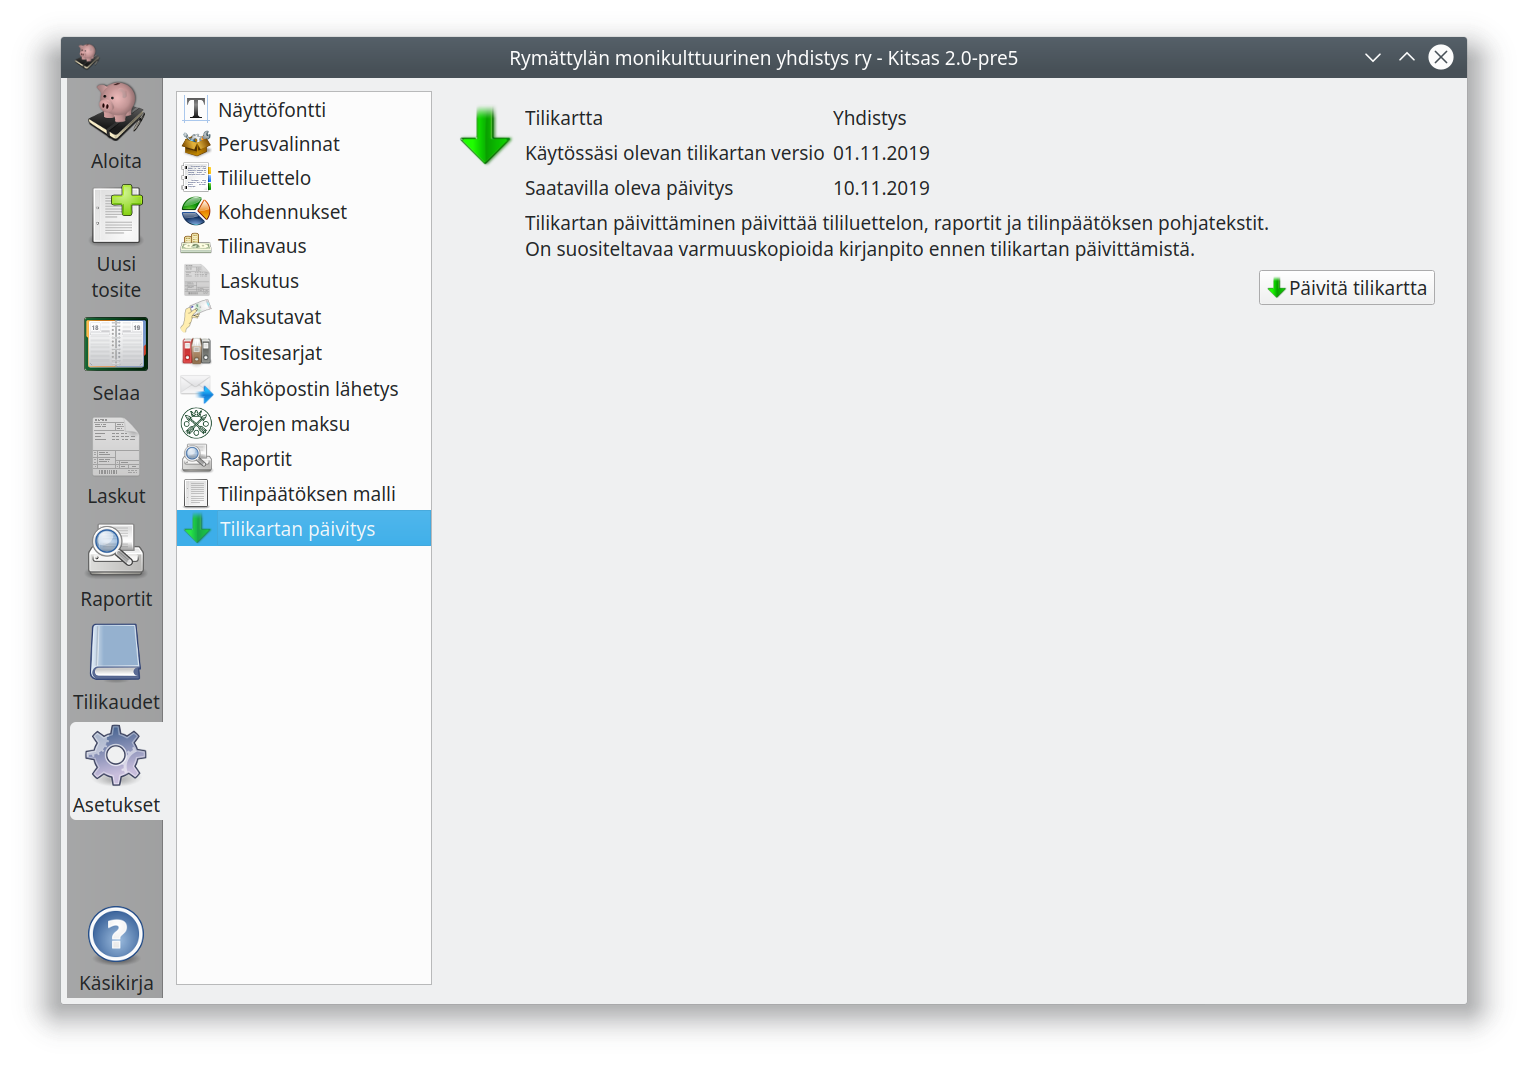 Rymättylän monikulttuurinen yhdistys ry - Kitsas 2.0-pre5
Aloita
Uusi
tosite
Selaa
Laskut
Raportit
Tilikaudet
Asetukset
Käsikirja
Näyttöfontti
Perusvalinnat
Tililuettelo
Kohdennukset
Tilinavaus
Laskutus
Maksutavat
Tositesarjat
Sähköpostin lähetys
Verojen maksu
Raportit
Tilinpäätöksen malli
Tilikartan päivitys
Tilikartta Yhdistys
Käytössäsi olevan tilikartan versio 01.11.2019
Saatavilla oleva päivitys 10.11.2019
Tilikartan päivittäminen päivittää tililuettelon, raportit ja tilinpäätöksen pohjatekstit.
On suositeltavaa varmuuskopioida kirjanpito ennen tilikartan päivittämistä.
Päivitä tilikartta